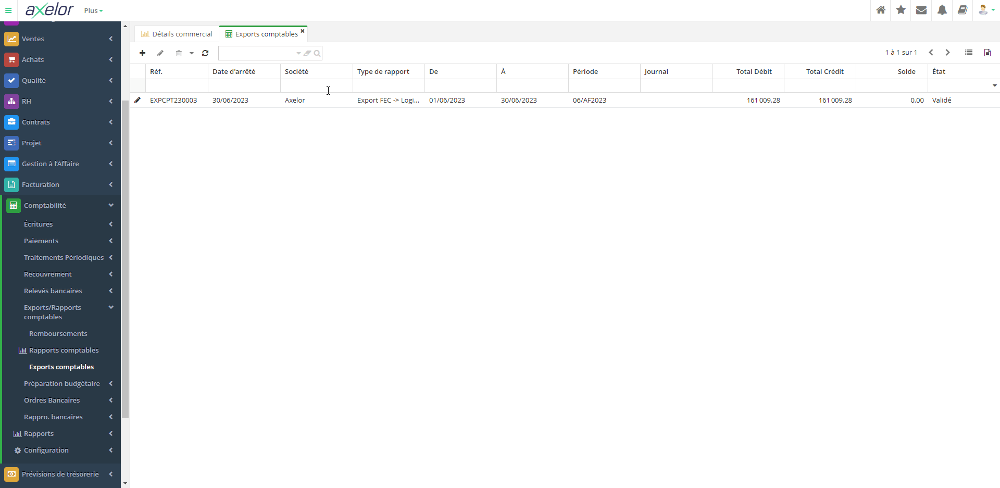 axelor Plus
Ventes
Achats
Qualité
RH
Contrats
Projet
Gestion à l'Affaire
Facturation
Comptabilité
Écritures
Paiements
Traitements Périodiques
Recouvrement
Relevés bancaires
Exports/Rapports
comptables
Remboursements
Rapports comptables
Exports comptables
Préparation budgétaire
Ordres Bancaires
Rappro. bancaires
Rapports
Configuration
Prévisions de trésorerie
Détails commercial Exports comptables
1 à 1 sur 1
Réf. Date d'arrêté Société Type de rapport De À Période Journal Total Débit Total Crédit Solde État
EXPCPT230003 30/06/2023 Axelor Export FEC -> Logi... 01/06/2023 30/06/2023 06/AF2023 161 009,28 161 009,28 0,00 Validé